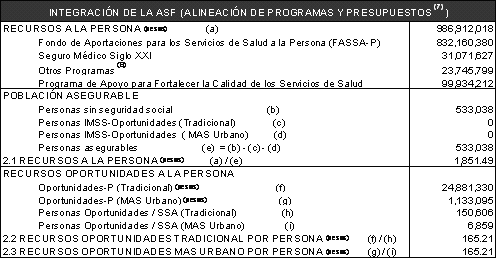 INTEGRACIÓN DE LA ASF (ALINEACIÓN DE PROGRAMAS Y PRESUPUESTOS [7])
RECURSOS A LA PERSONA (pesos) (a) 986,912,018
Fondo de Aportaciones para los Servicios de Salud a la Persona (FASSA-P) 832,160,380
Seguro Médico Siglo XXI 31,071,627
Otros Programas 23,745,799
Programa de Apoyo para Fortalecer la Calidad de los Servicios de Salud 99,934,212
POBLACIÓN ASEGURABLE
Personas sin seguridad social (b) 533,038
Personas IMSS-Oportunidades (Tradicional) (c) 0
Personas IMSS-Oportunidades ( MAS Urbano) (d) 0
Personas asegurables (e) = (b) - (c) - (d) 533,038
2.1 RECURSOS A LA PERSONA (pesos) (a) / (e) 1,851.49
RECURSOS OPORTUNIDADES A LA PERSONA
Oportunidades-P (Tradicional) (pesos) (f) 24,881,330
Oportunidades-P (MAS Urbano) (pesos) (g) 1,133,095
Personas Oportunidades / SSA (Tradicional) (h) 150,606
Personas Oportunidades / SSA (MAS Urbano) (i) 6,859
2.2 RECURSOS OPORTUNIDADES TRADICIONAL POR PERSONA (pesos) (f) / (h) 165.21
2.3 RECURSOS OPORTUNIDADES MAS URBANO POR PERSONA (pesos) (g) / (i) 165.21